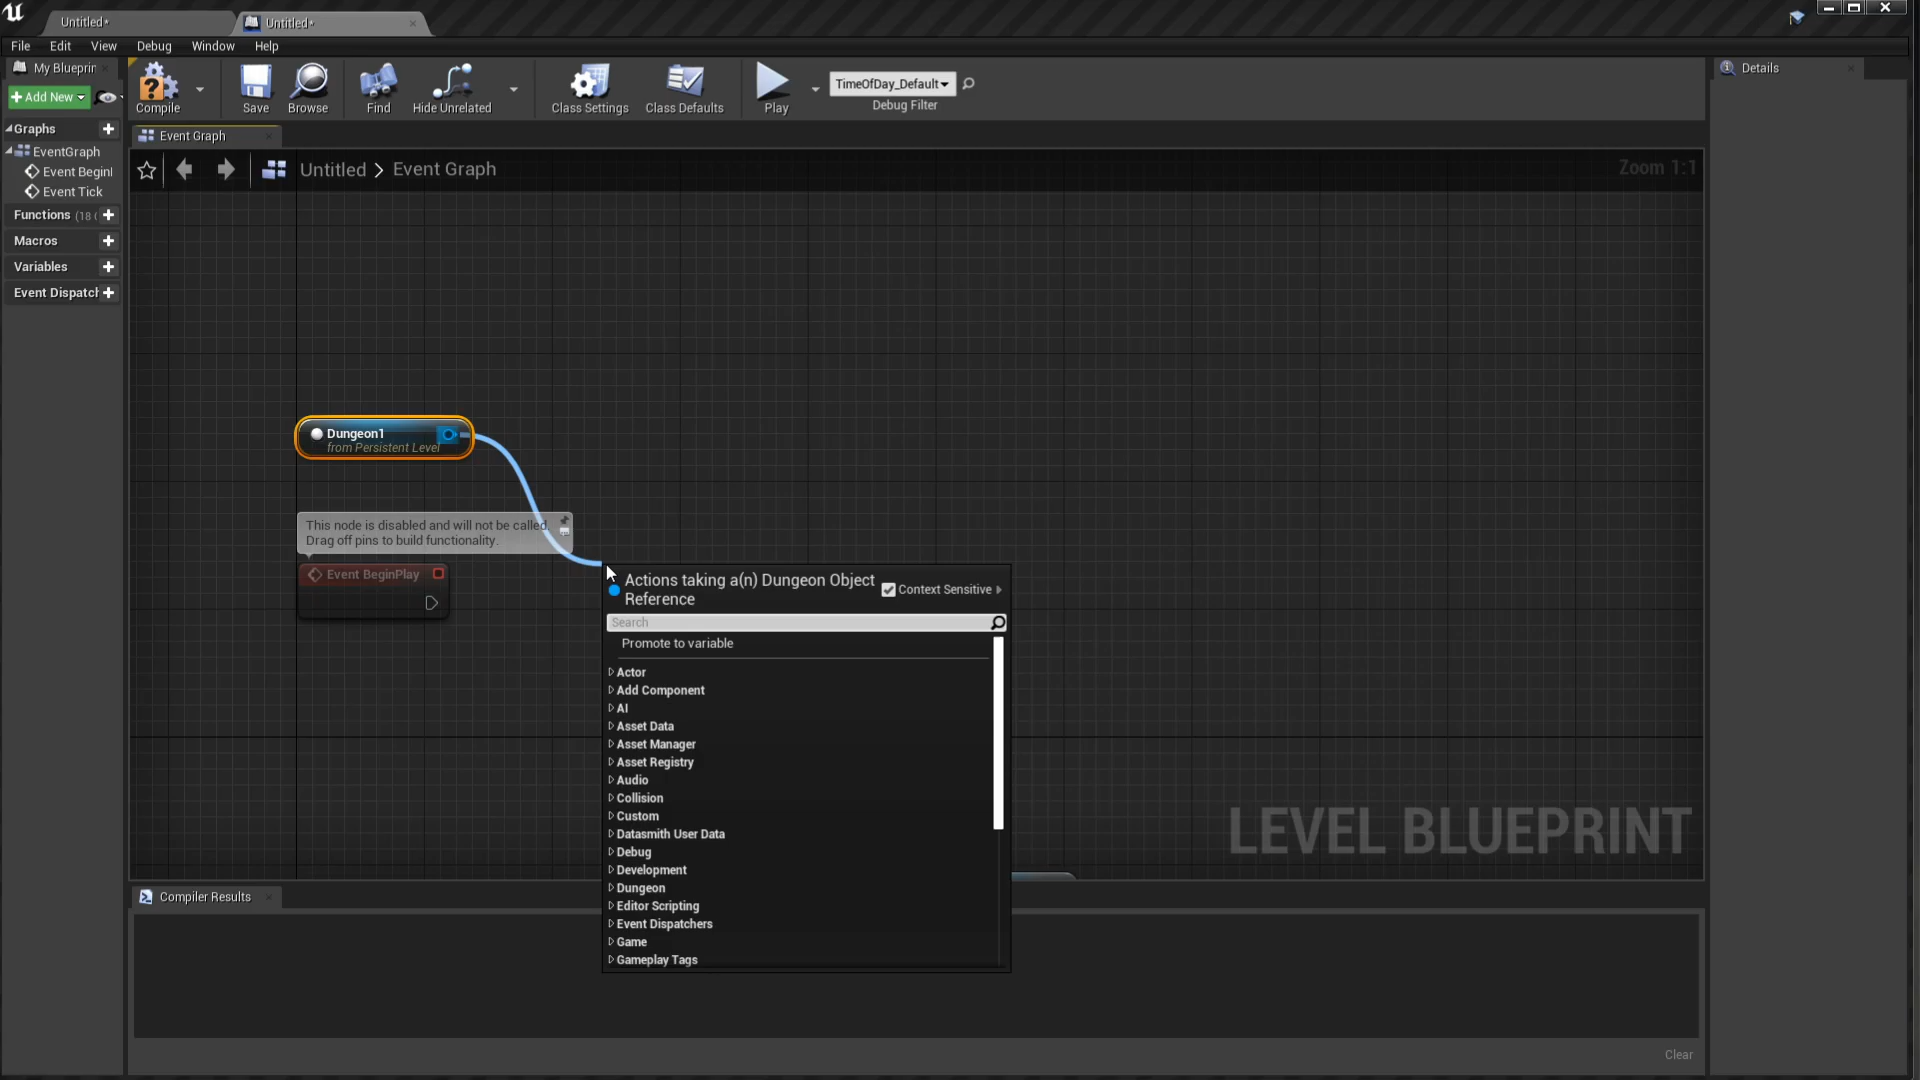 Untitled*
Untitled*
File Edit View Debug Window Help
My Blueprin
Details
+Add New
Compile
Save
Browse
Find
Hide Unrelated
Class Settings
Class Defaults
Play
TimeOfDay_Default
Debug Filter
Graphs
Event Graph
EventGraph
Untitled > Event Graph
Zoom 1:1
Event BeginI
Event Tick
Functions (18 (
Macros
Variables
Event Dispatch
Dungeon1
from Persistent Level
This node is disabled and will not be called.
Drag off pins to build functionality.
Event BeginPlay
Actions taking a(n) Dungeon Object
Reference
Context Sensitive
Search
Promote to variable
Actor
Add Component
AI
Asset Data
Asset Manager
Asset Registry
Audio
Collision
Custom
Datasmith User Data
Debug
Development
Dungeon
Editor Scripting
Event Dispatchers
Game
Gameplay Tags
LEVEL BLUEPRINT
Compiler Results
Clear